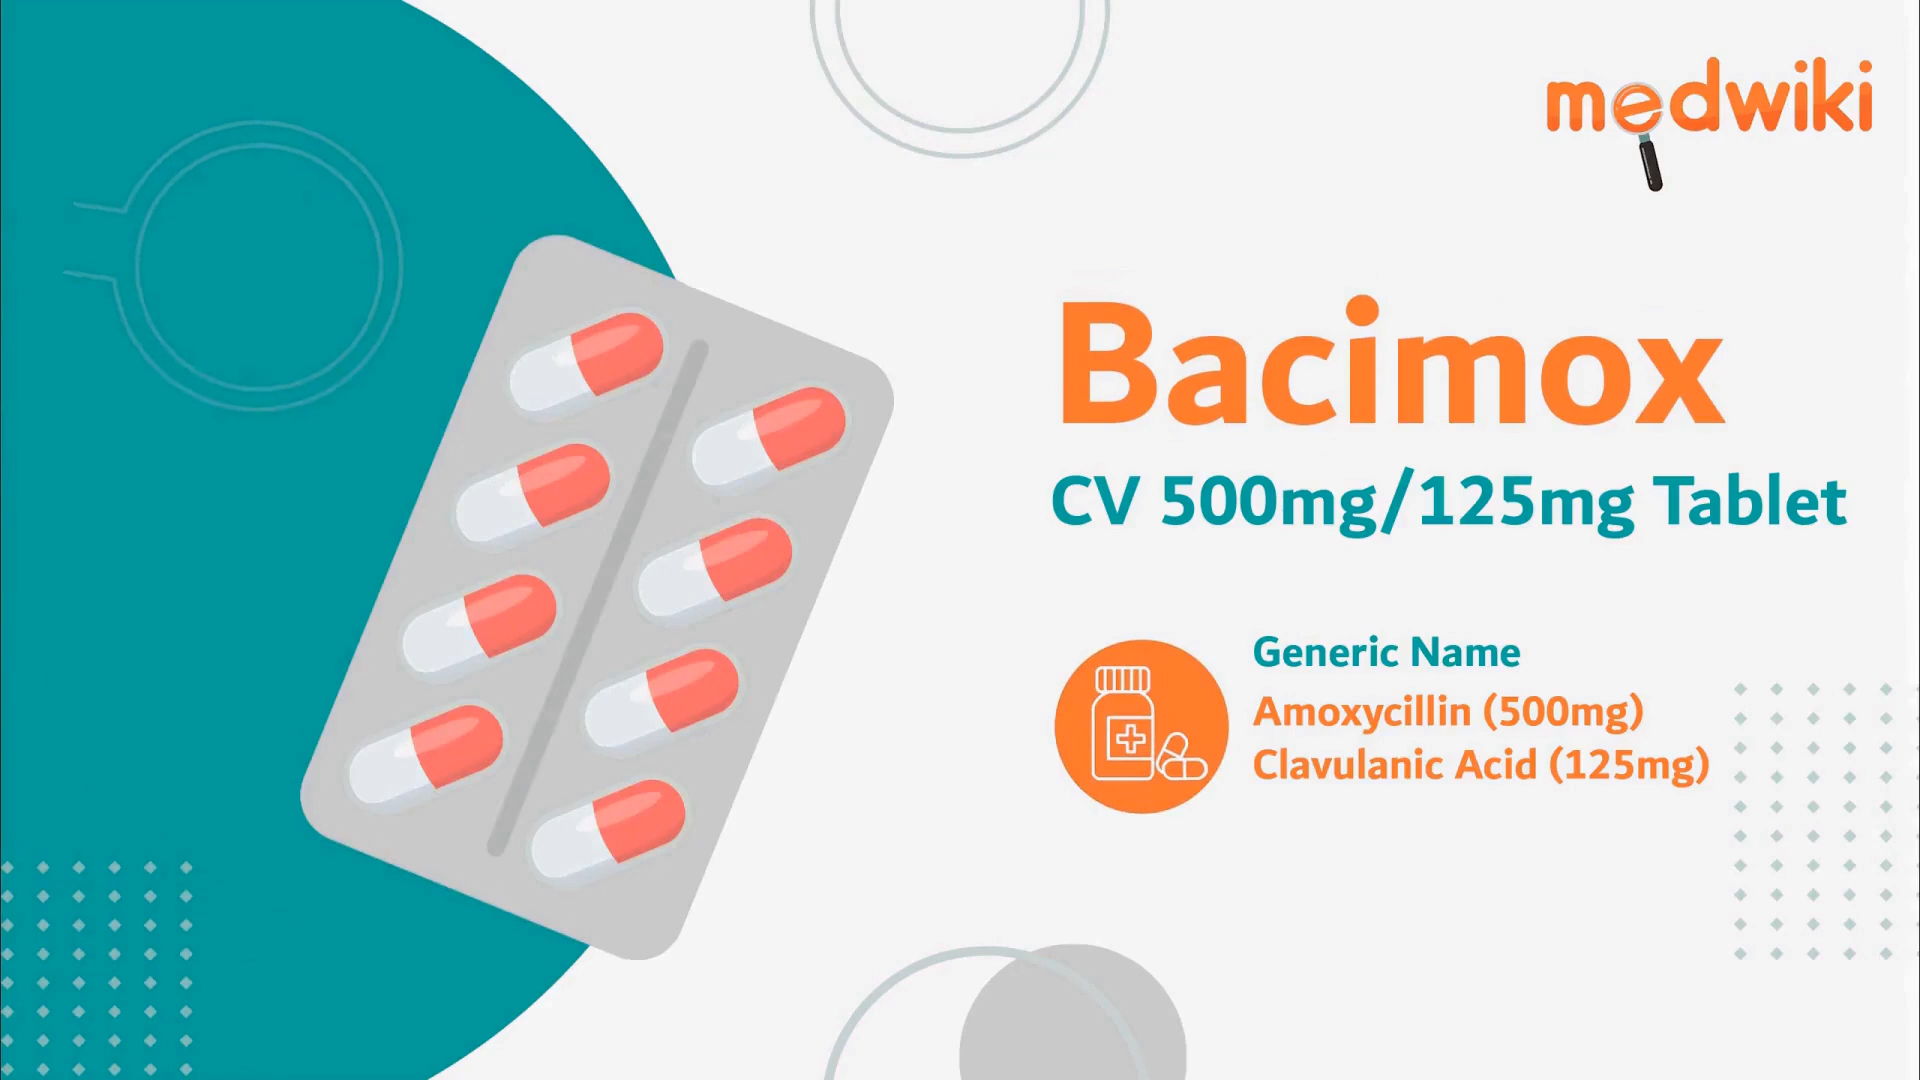 medwiki
Bacimox
CV 500mg/125mg Tablet
Generic Name
Amoxycillin (500mg)
Clavulanic Acid (125mg)